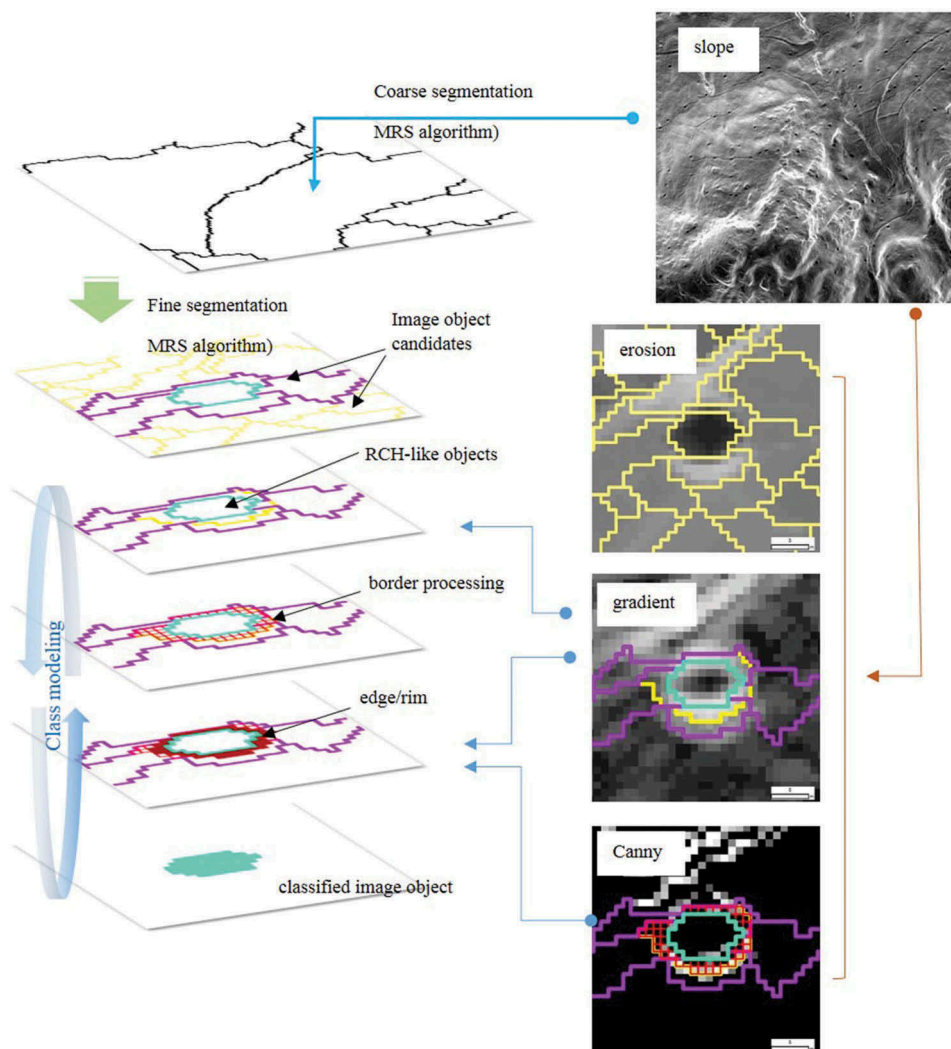 slope
Coarse segmentation
MRS algorithm)
Fine segmentation
MRS algorithm)
Image object
candidates
erosion
RCH-like objects
gradient
border processing
Class modeling
edge/rim
Canny
classified image object